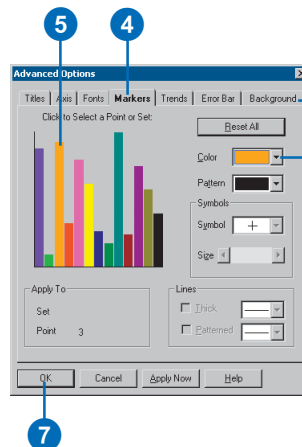 5
4
Advanced Options
Titles
Axis
Fonts
Markers
Trends
Error Bar
Background
Click to Select a Point or Set:
Reset All
Color
Pattern
Symbols
Symbol
Size
Apply To
Set
Point 3
Lines
Thick
Patterned
OK
Cancel
Apply Now
Help
7